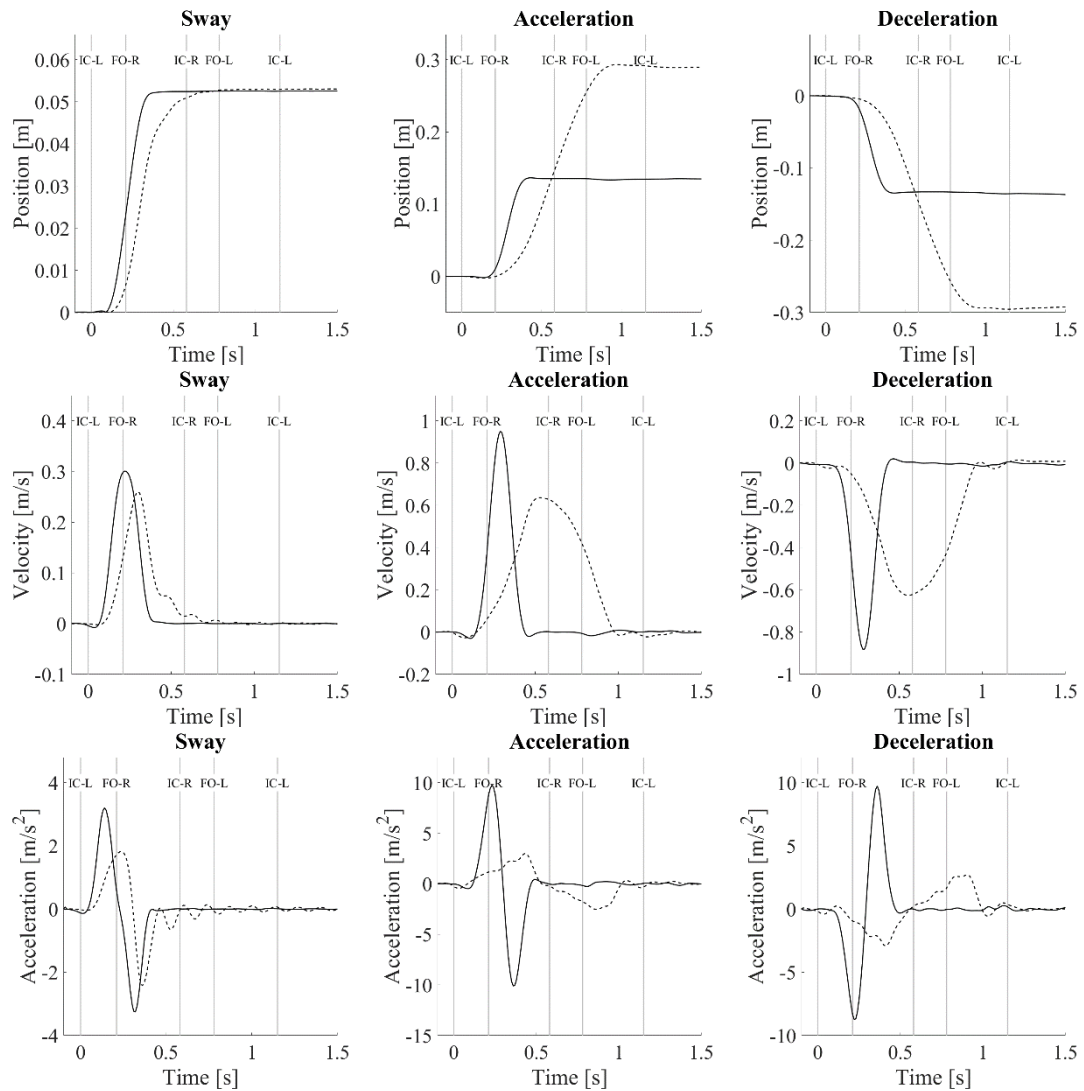 Sway
Acceleration
Deceleration
0.06
0.05
0.04
0.03
0.02
0.01
0
Position [m]
IC-L FO-R IC-R FO-L IC-L
0 0.5 1 1.5
Time [s]
0.3
0.2
0.1
0
Position [m]
IC-L FO-R IC-R FO-L IC-L
0 0.5 1 1.5
Time [s]
0
-0.1
-0.2
-0.3
Position [m]
IC-L FO-R IC-R FO-L IC-L
0 0.5 1 1.5
Time [s]
Sway
Acceleration
Deceleration
0.4
0.3
0.2
0.1
0
-0.1
Velocity [m/s]
IC-L FO-R IC-R FO-L IC-L
0 0.5 1 1.5
Time [s]
1
0.8
0.6
0.4
0.2
0
-0.2
Velocity [m/s]
IC-L FO-R IC-R FO-L IC-L
0 0.5 1 1.5
Time [s]
0.2
0
-0.2
-0.4
-0.6
-0.8
-1
Velocity [m/s]
IC-L FO-R IC-R FO-L IC-L
0 0.5 1 1.5
Time [s]
Sway
Acceleration
Deceleration
4
2
0
-2
-4
Acceleration [m/s²]
IC-L FO-R IC-R FO-L IC-L
0 0.5 1 1.5
Time [s]
10
5
0
-5
-10
-15
Acceleration [m/s²]
IC-L FO-R IC-R FO-L IC-L
0 0.5 1 1.5
Time [s]
10
5
0
-5
-10
Acceleration [m/s²]
IC-L FO-R IC-R FO-L IC-L
0 0.5 1 1.5
Time [s]